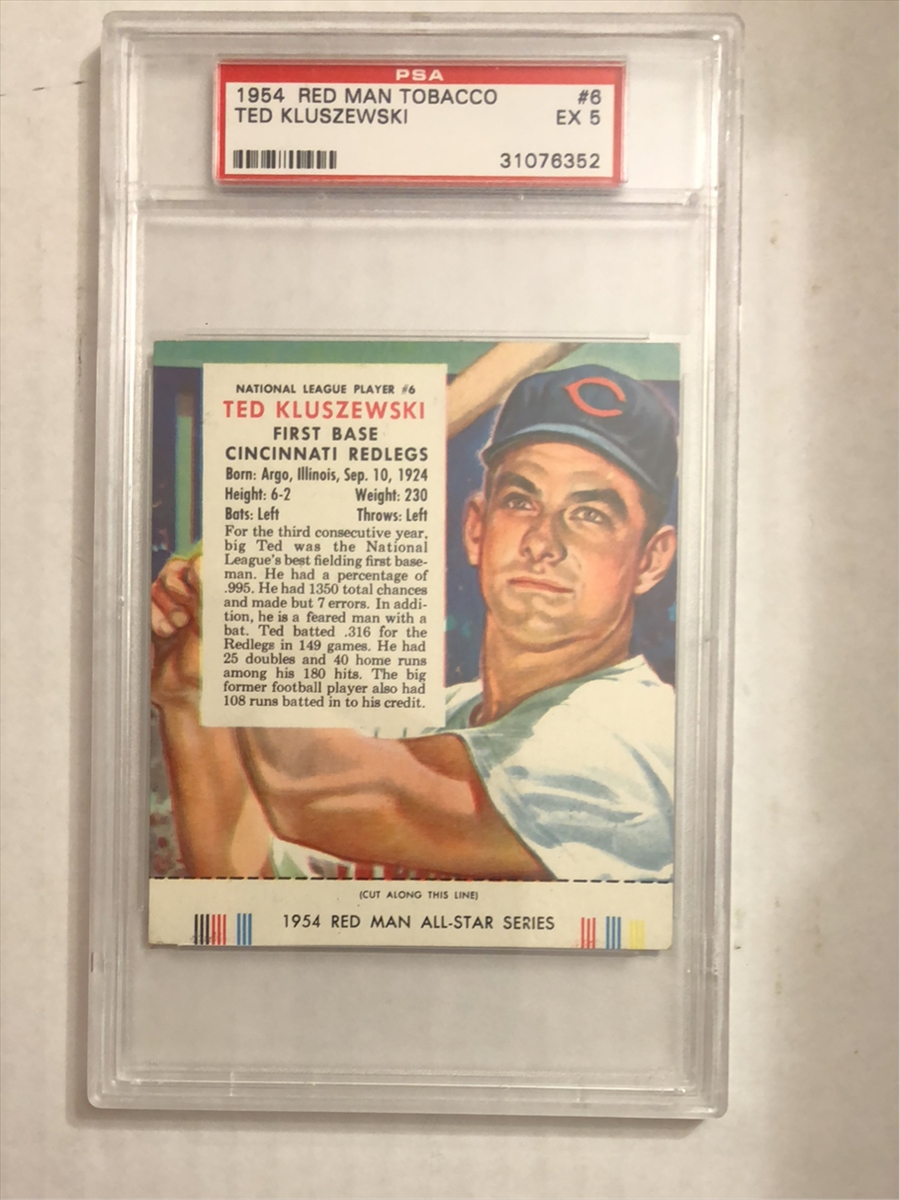 PSA
1954 RED MAN TOBACCO #6
TED KLUSZEWSKI EX 5
31076352
NATIONAL LEAGUE PLAYER #6
TED KLUSZEWSKI
FIRST BASE
CINCINNATI REDLEGS
Born: Argo, Illinois, Sep. 10, 1924
Height: 6-2 Weight: 230
Bats: Left Throws: Left
For the third consecutive year,
big Ted was the National
League's best fielding first base-
man. He had a percentage of
.995. He had 1350 total chances
and made but 7 errors. In addi-
tion, he is a feared man with a
bat. Ted batted .316 for the
Redlegs in 149 games. He had
25 doubles and 40 home runs
among his 180 hits. The big
former football player also had
108 runs batted in to his credit.
C
(CUT ALONG THIS LINE)
1954 RED MAN ALL-STAR SERIES